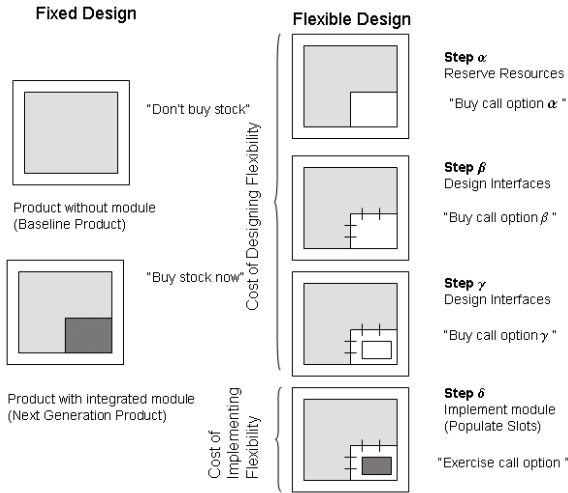 Fixed Design
"Don't buy stock"
Product without module
(Baseline Product)
"Buy stock now"
Product with integrated module
(Next Generation Product)
Flexible Design
Cost of Designing Flexibility
Step α
Reserve Resources
"Buy call option α"
Step β
Design Interfaces
"Buy call option β"
Step γ
Design Interfaces
"Buy call option γ"
Cost of
Implementing
Flexibility
Step δ
Implement module
(Populate Slots)
"Exercise call option "